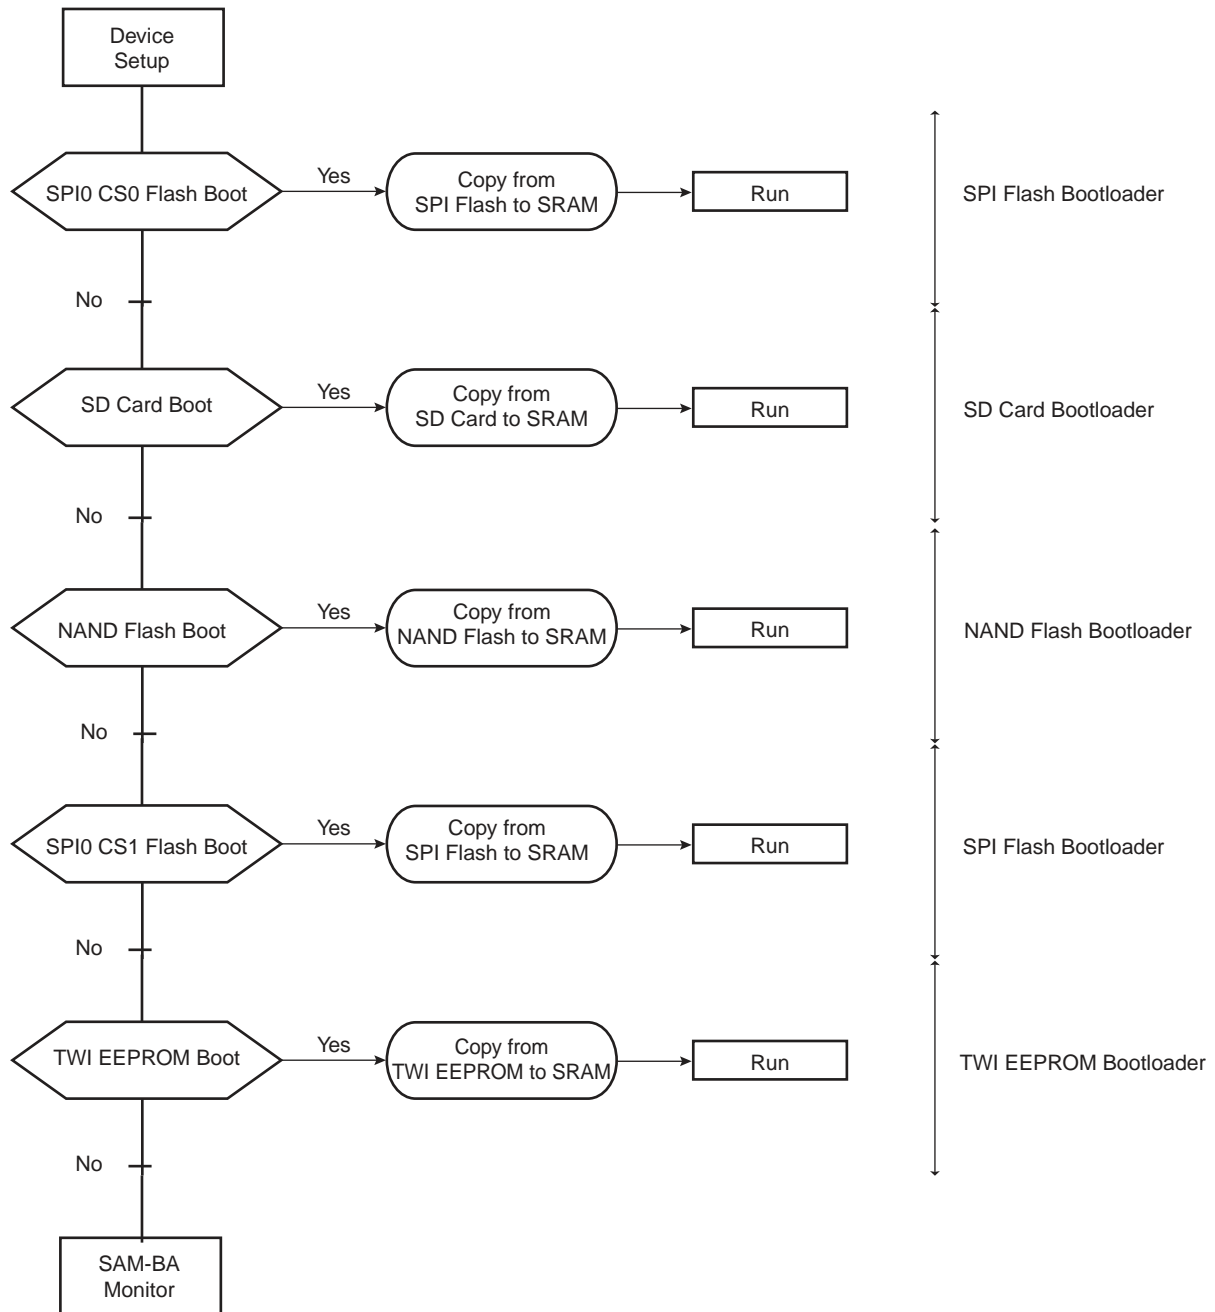 Device
Setup
SPI0 CS0 Flash Boot
Yes
Copy from
SPI Flash to SRAM
Run
SPI Flash Bootloader
No
SD Card Boot
Yes
Copy from
SD Card to SRAM
Run
SD Card Bootloader
No
NAND Flash Boot
Yes
Copy from
NAND Flash to SRAM
Run
NAND Flash Bootloader
No
SPI0 CS1 Flash Boot
Yes
Copy from
SPI Flash to SRAM
Run
SPI Flash Bootloader
No
TWI EEPROM Boot
Yes
Copy from
TWI EEPROM to SRAM
Run
TWI EEPROM Bootloader
No
SAM-BA
Monitor